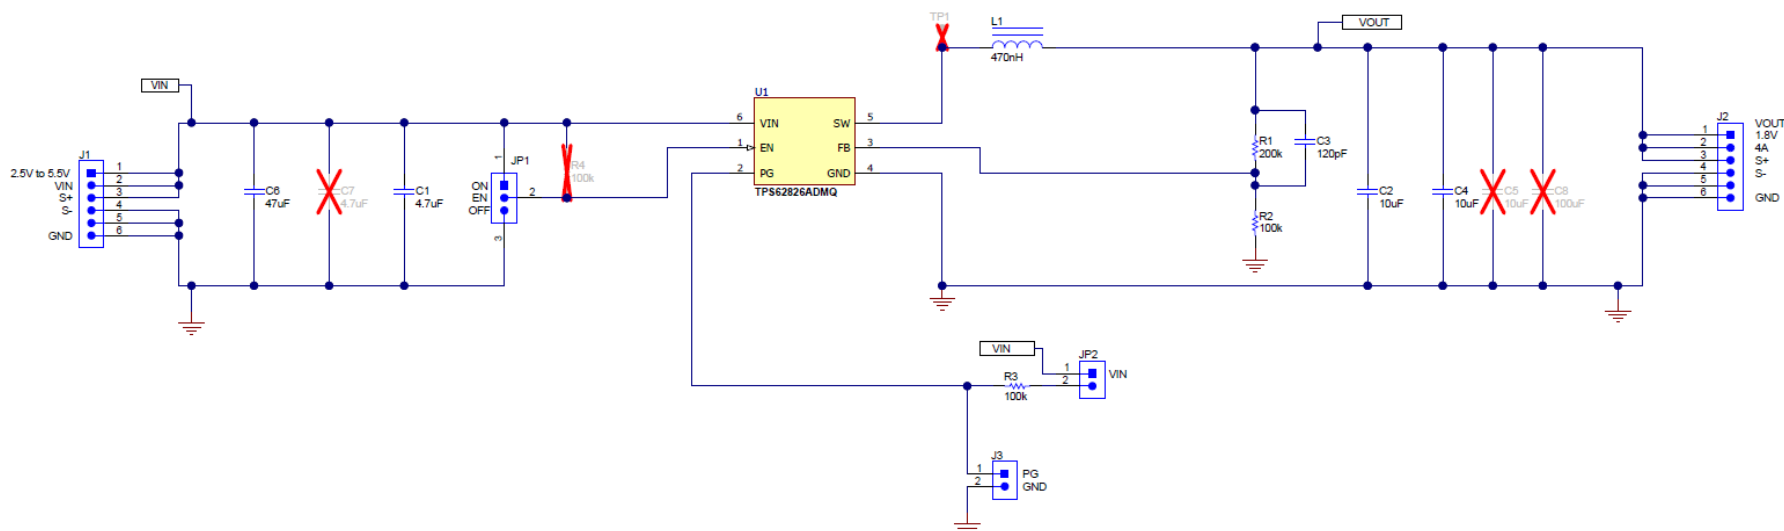 TP1
L1
470nH
VOUT
VIN
U1
6
VIN
SW
5
1
EN
FB
3
2
PG
GND
4
TPS62826ADMQ
J1
2.5V to 5.5V
VIN
S+
S-
GND
1
2
3
4
5
6
C6
47uF
C7
4.7uF
C1
4.7uF
1
JP1
ON
EN
OFF
2
3
R4
100k
R1
200k
C3
120pF
R2
100k
C2
10uF
C4
10uF
C5
10uF
C8
100uF
J2
1
2
3
4
5
6
VOUT
1.8V
4A
S+
S-
GND
VIN
JP2
1
2
VIN
R3
100k
J3
1
2
PG
GND